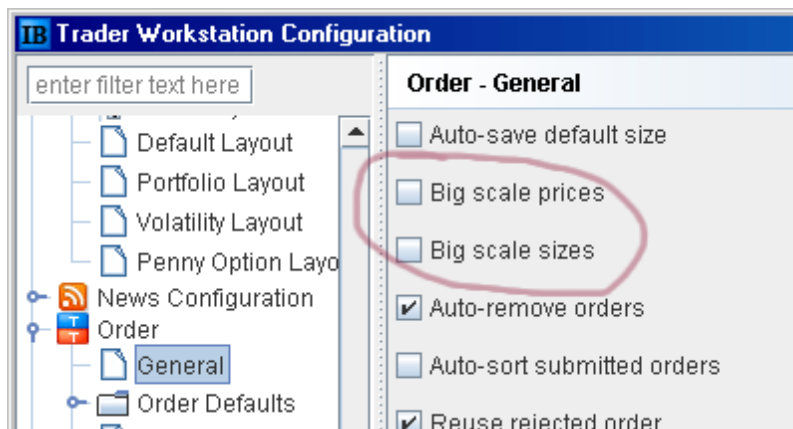 IB Trader Workstation Configuration
enter filter text here
Default Layout
Portfolio Layout
Volatility Layout
Penny Option Layo
News Configuration
Order
General
Order Defaults
Order - General
Auto-save default size
Big scale prices
Big scale sizes
Auto-remove orders
Auto-sort submitted orders
Reuse rejected order